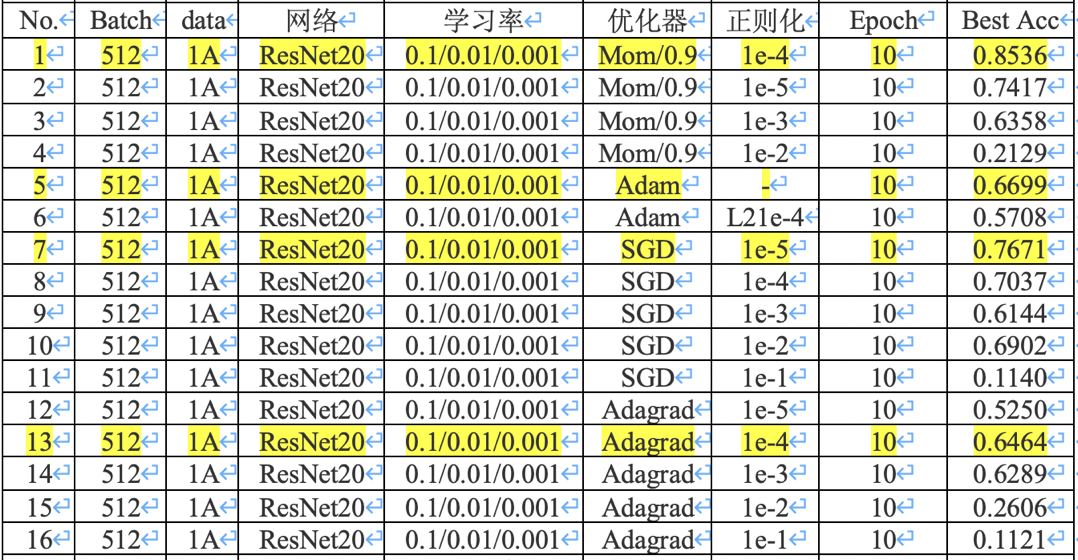 No. Batch data 网络 学习率 优化器 正则化 Epoch Best Acc
1 512 1A ResNet20 0.1/0.01/0.001 Mom/0.9 1e-4 10 0.8536
2 512 1A ResNet20 0.1/0.01/0.001 Mom/0.9 1e-5 10 0.7417
3 512 1A ResNet20 0.1/0.01/0.001 Mom/0.9 1e-3 10 0.6358
4 512 1A ResNet20 0.1/0.01/0.001 Mom/0.9 1e-2 10 0.2129
5 512 1A ResNet20 0.1/0.01/0.001 Adam - 10 0.6699
6 512 1A ResNet20 0.1/0.01/0.001 Adam L21e-4 10 0.5708
7 512 1A ResNet20 0.1/0.01/0.001 SGD 1e-5 10 0.7671
8 512 1A ResNet20 0.1/0.01/0.001 SGD 1e-4 10 0.7037
9 512 1A ResNet20 0.1/0.01/0.001 SGD 1e-3 10 0.6144
10 512 1A ResNet20 0.1/0.01/0.001 SGD 1e-2 10 0.6902
11 512 1A ResNet20 0.1/0.01/0.001 SGD 1e-1 10 0.1140
12 512 1A ResNet20 0.1/0.01/0.001 Adagrad 1e-5 10 0.5250
13 512 1A ResNet20 0.1/0.01/0.001 Adagrad 1e-4 10 0.6464
14 512 1A ResNet20 0.1/0.01/0.001 Adagrad 1e-3 10 0.6289
15 512 1A ResNet20 0.1/0.01/0.001 Adagrad 1e-2 10 0.2606
16 512 1A ResNet20 0.1/0.01/0.001 Adagrad 1e-1 10 0.1121